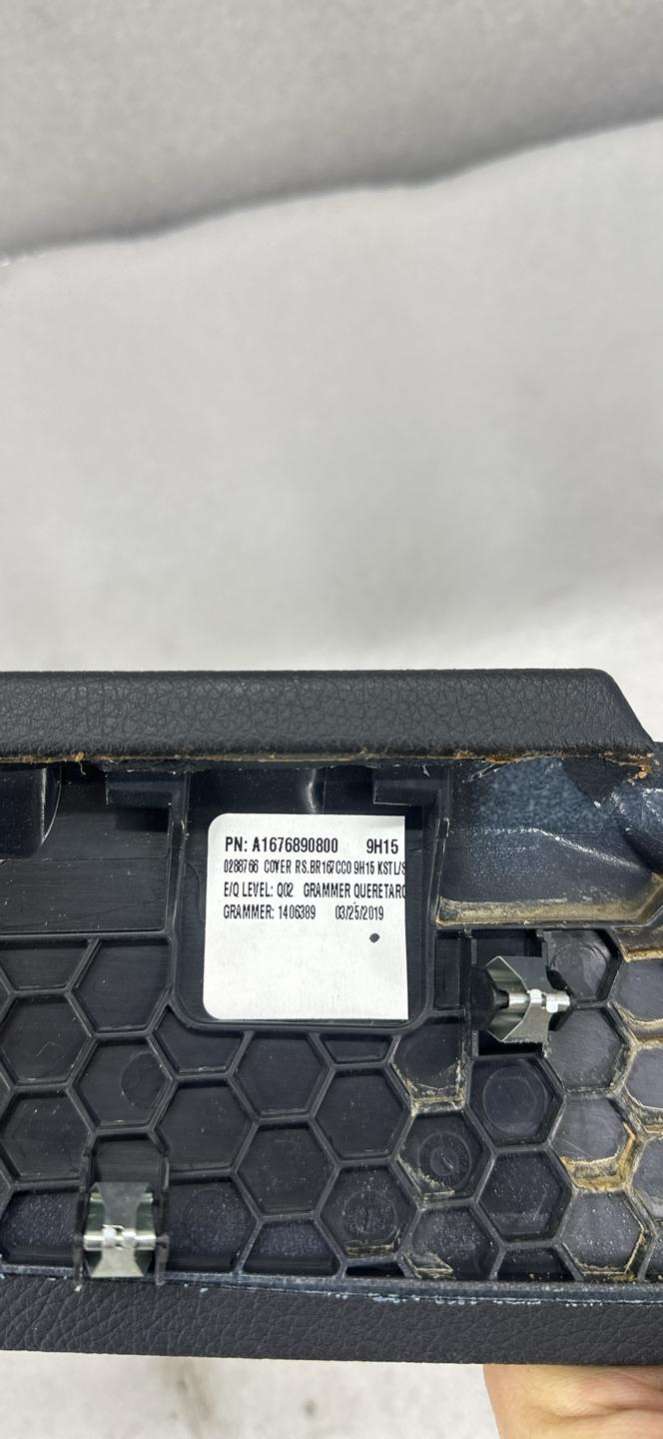 PN: A1676890800 9H15
0288766 COVER RS.BR167CC0 9H15 KSTL/S
E/Q LEVEL: Q02 GRAMMER QUERETARO
GRAMMER: 1406389 03/25/2019